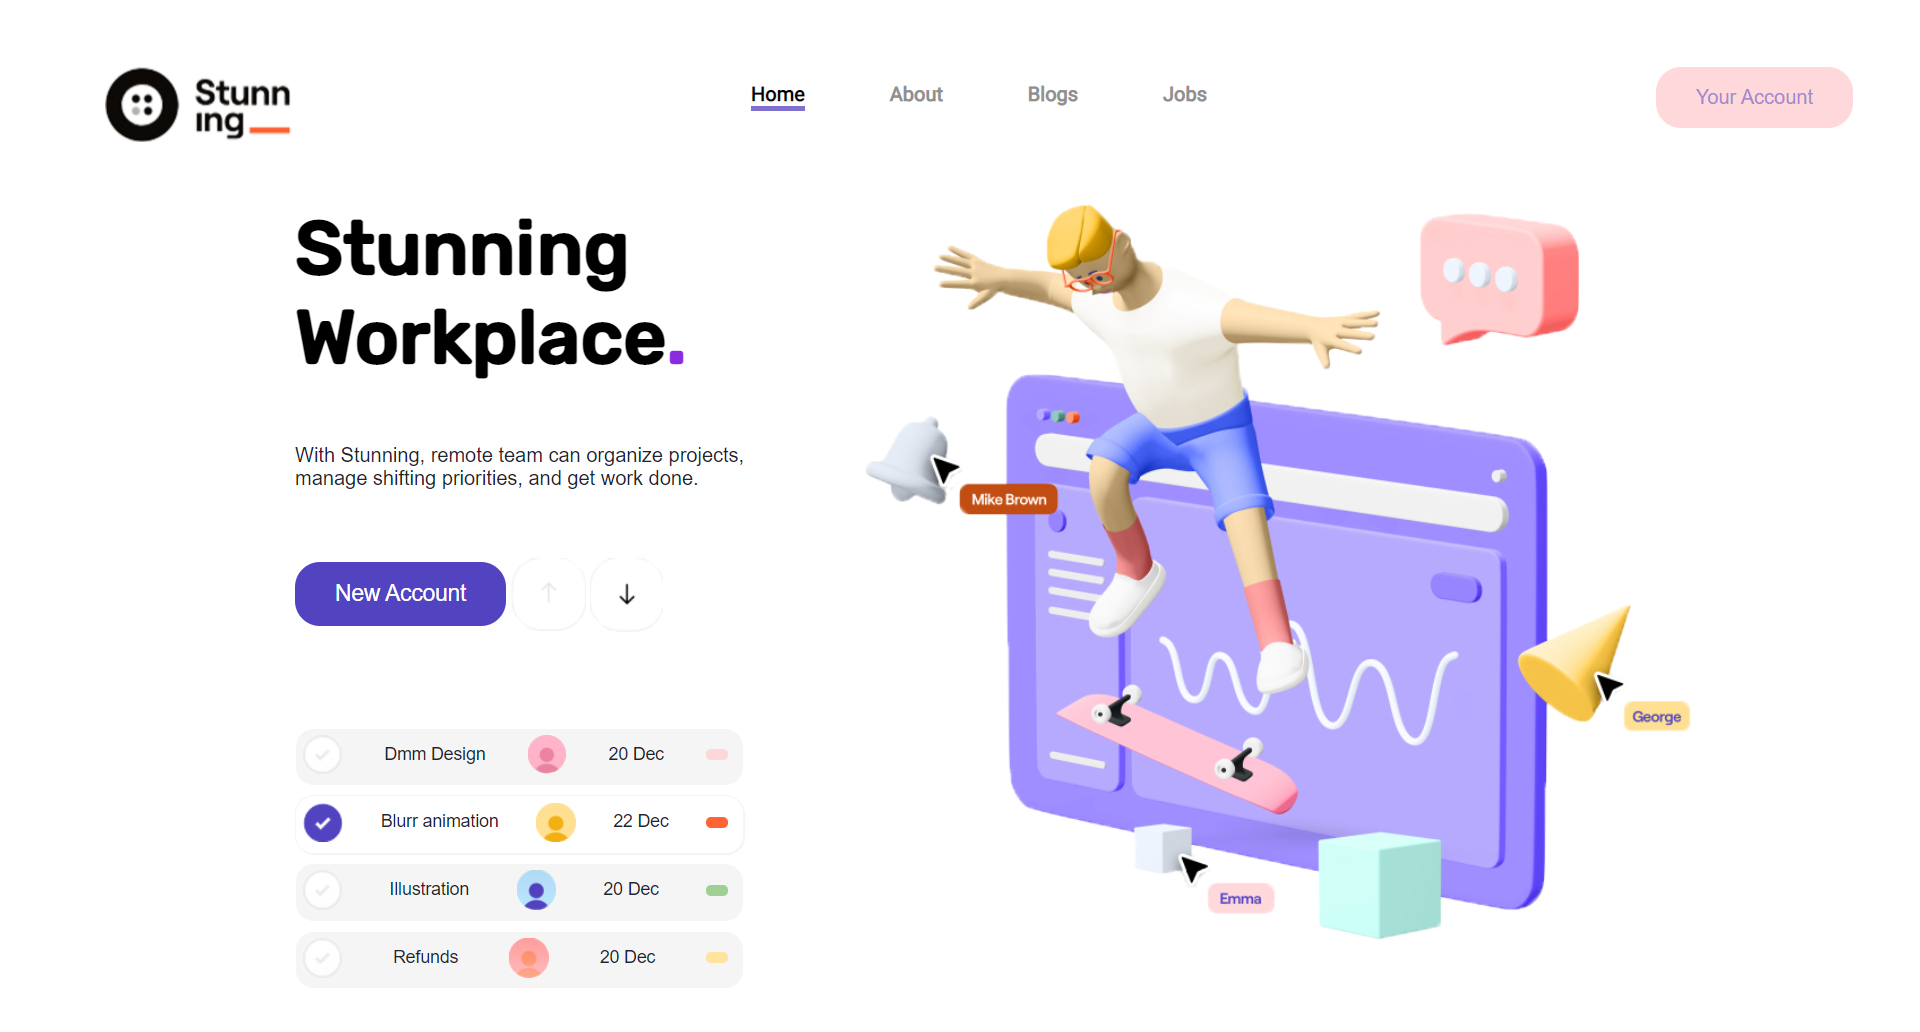 Stunn
ing
Home
About
Blogs
Jobs
Your Account
Stunning
Workplace.
With Stunning, remote team can organize projects,
manage shifting priorities, and get work done.
New Account
Mike Brown
George
Emma
Dmm Design 20 Dec
Blurr animation 22 Dec
Illustration 20 Dec
Refunds 20 Dec